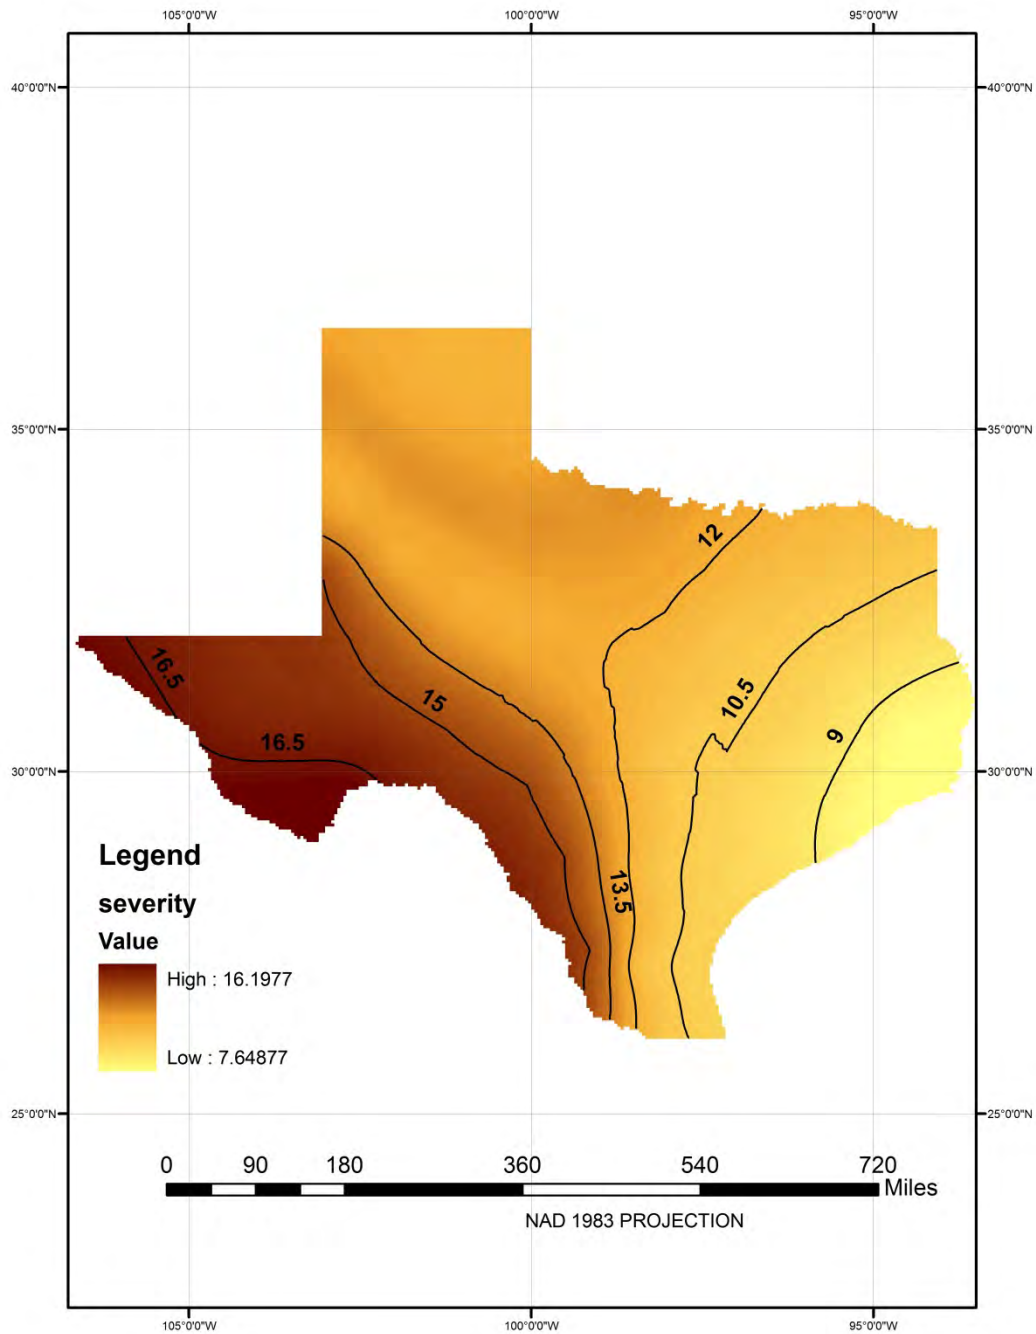 105°0'0"W 100°0'0"W 95°0'0"W
40°0'0"N 40°0'0"N
35°0'0"N 35°0'0"N
12
16.5
15
10.5
16.5
9
30°0'0"N 30°0'0"N
13.5
Legend
severity
Value
High : 16.1977
Low : 7.64877
25°0'0"N 25°0'0"N
0 90 180 360 540 720
Miles
NAD 1983 PROJECTION
105°0'0"W 100°0'0"W 95°0'0"W